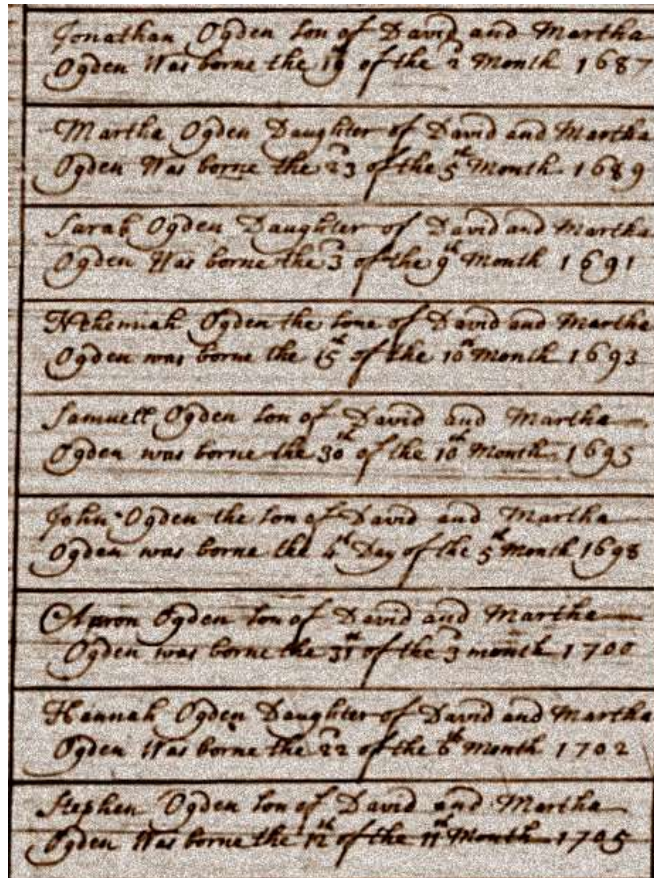 Jonathan Ogden son of David and Martha
Ogden Was borne the 19 of the 2 Month 1687
Martha Ogden Daughter of David and Martha
Ogden Was borne the 23 of the 5th Month 1689
Sarah Ogden Daughter of David and Martha
Ogden Was borne the 3 of the 9th Month 1691
Nehemiah Ogden the sone of David and Martha
Ogden was borne the 15st of the 10th Month 1693
Samuell Ogden son of David and Martha
Ogden was borne the 30th of the 10th Month 1695
John Ogden the son of David and Martha
Ogden was borne the 4th Day of the 5th Month 1698
Aaron Ogden son of David and Martha
Ogden was borne the 31st of the 3 month 1700
Hannah Ogden Daughter of David and Martha
Ogden Was borne the 22 of the 6th Month 1702
Stephen Ogden son of David and Martha
Ogden Was borne the 12th of the 11th Month 1705